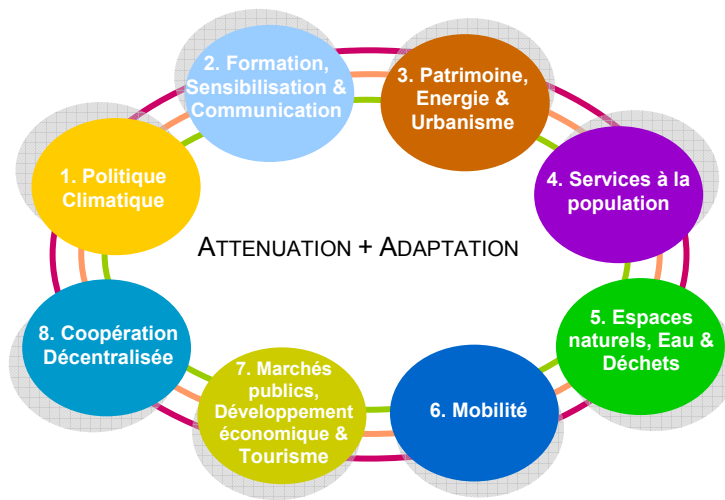 2. Formation,
Sensibilisation &
Communication
3. Patrimoine,
Energie &
Urbanisme
1. Politique
Climatique
4. Services à la
population
ATTENUATION + ADAPTATION
8. Coopération
Décentralisée
5. Espaces
naturels, Eau &
Déchets
7. Marchés
publics,
Développement
économique &
Tourisme
6. Mobilité